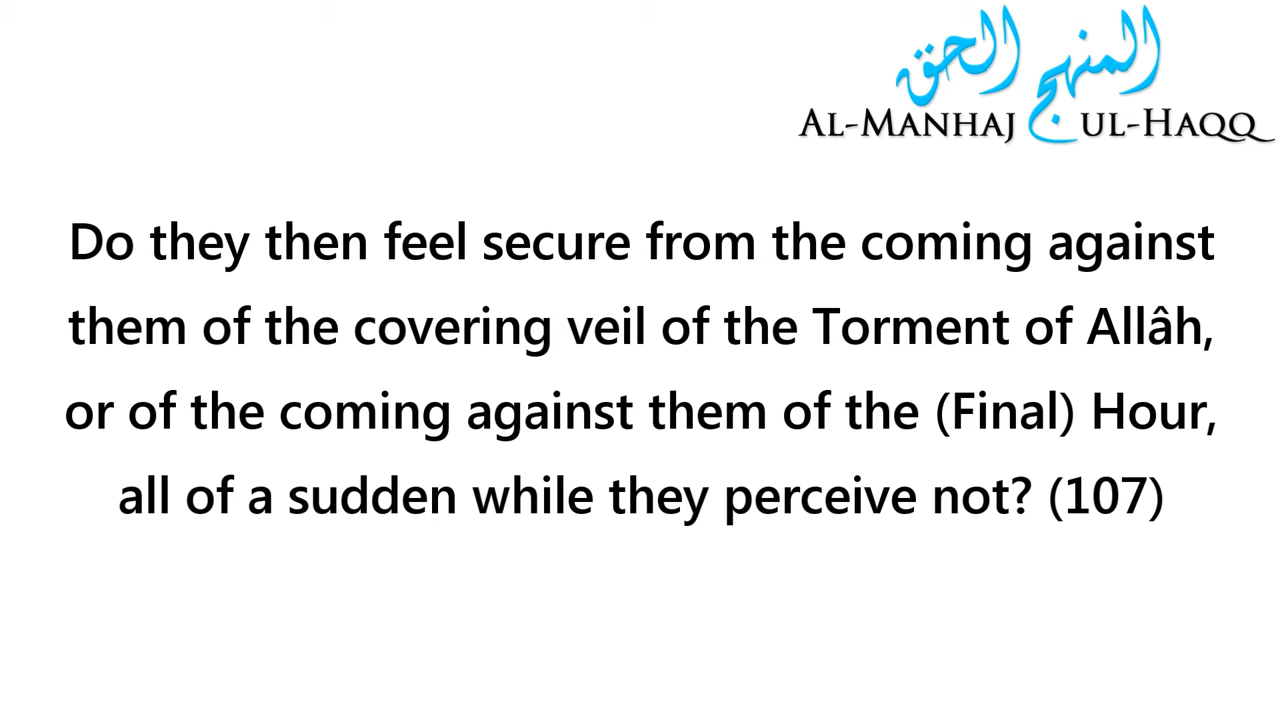 المنهج الحق
AL-MANHAJ UL-HAQQ
Do they then feel secure from the coming against
them of the covering veil of the Torment of Allâh,
or of the coming against them of the (Final) Hour,
all of a sudden while they perceive not? (107)